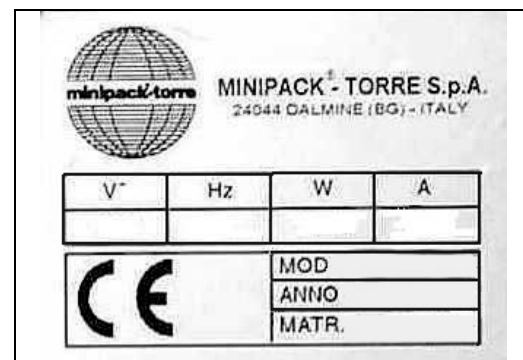 minipack-torre
MINIPACK® - TORRE S.p.A.
24044 DALMINE (BG) - ITALY
V~ Hz W A
CE
MOD
ANNO
MATR.